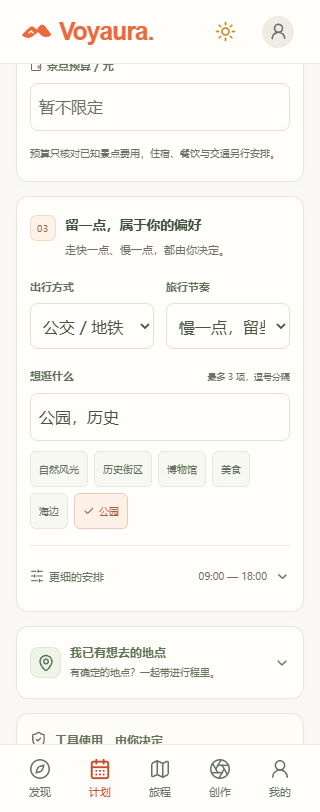 Voyaura.
景点预算 / 元
暂不限定
预算只核对已知景点费用，住宿、餐饮与交通另行安排。
03
留一点，属于你的偏好
走快一点、慢一点，都由你决定。
出行方式
旅行节奏
公交 / 地铁
慢一点，留
想逛什么
最多 3 项，逗号分隔
公园，历史
自然风光
历史街区
博物馆
美食
海边
公园
更细的安排
09:00 — 18:00
我已有想去的地点
有确定的地点？一起带进行程里。
工具使用，由你决定
发现
计划
旅程
创作
我的